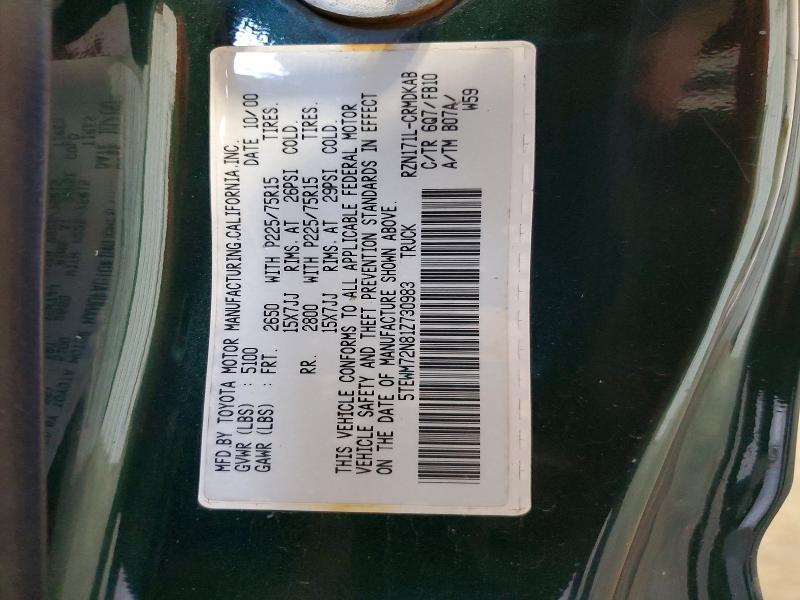 MFD.BY TOYOTA MOTOR MANUFACTURING.CALIFORNIA.INC.
GVWR (LBS) : 5100 DATE 10/00
GAWR (LBS) : FRT. 2650 WITH P225/75R15 TIRES.
15X7JJ RIMS. AT 26PSI COLD.
RR. 2800 WITH P225/75R15 TIRES.
15X7JJ RIMS. AT 29PSI COLD.
THIS VEHICLE CONFORMS TO ALL APPLICABLE FEDERAL MOTOR
VEHICLE SAFETY AND THEFT PREVENTION STANDARDS IN EFFECT
ON THE DATE OF MANUFACTURE SHOWN ABOVE.
5TEWM72N81Z730983 TRUCK RZN171L-CRMDKAB
C/TR 6Q7/FB10
A/TM B07A/
W59